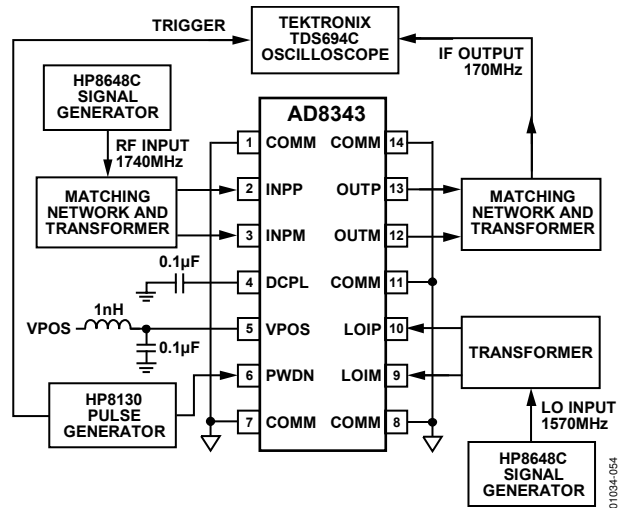 TRIGGER
TEKTRONIX
TDS694C
OSCILLOSCOPE
IF OUTPUT
170MHz
HP8648C
SIGNAL
GENERATOR
RF INPUT
1740MHz
MATCHING
NETWORK AND
TRANSFORMER
AD8343
1 COMM COMM 14
2 INPP OUTP 13
3 INPM OUTM 12
4 DCPL COMM 11
5 VPOS LOIP 10
6 PWDN LOIM 9
7 COMM COMM 8
0.1µF
1nH
VPOS
0.1µF
HP8130
PULSE
GENERATOR
MATCHING
NETWORK AND
TRANSFORMER
TRANSFORMER
LO INPUT
1570MHz
HP8648C
SIGNAL
GENERATOR
01034-054